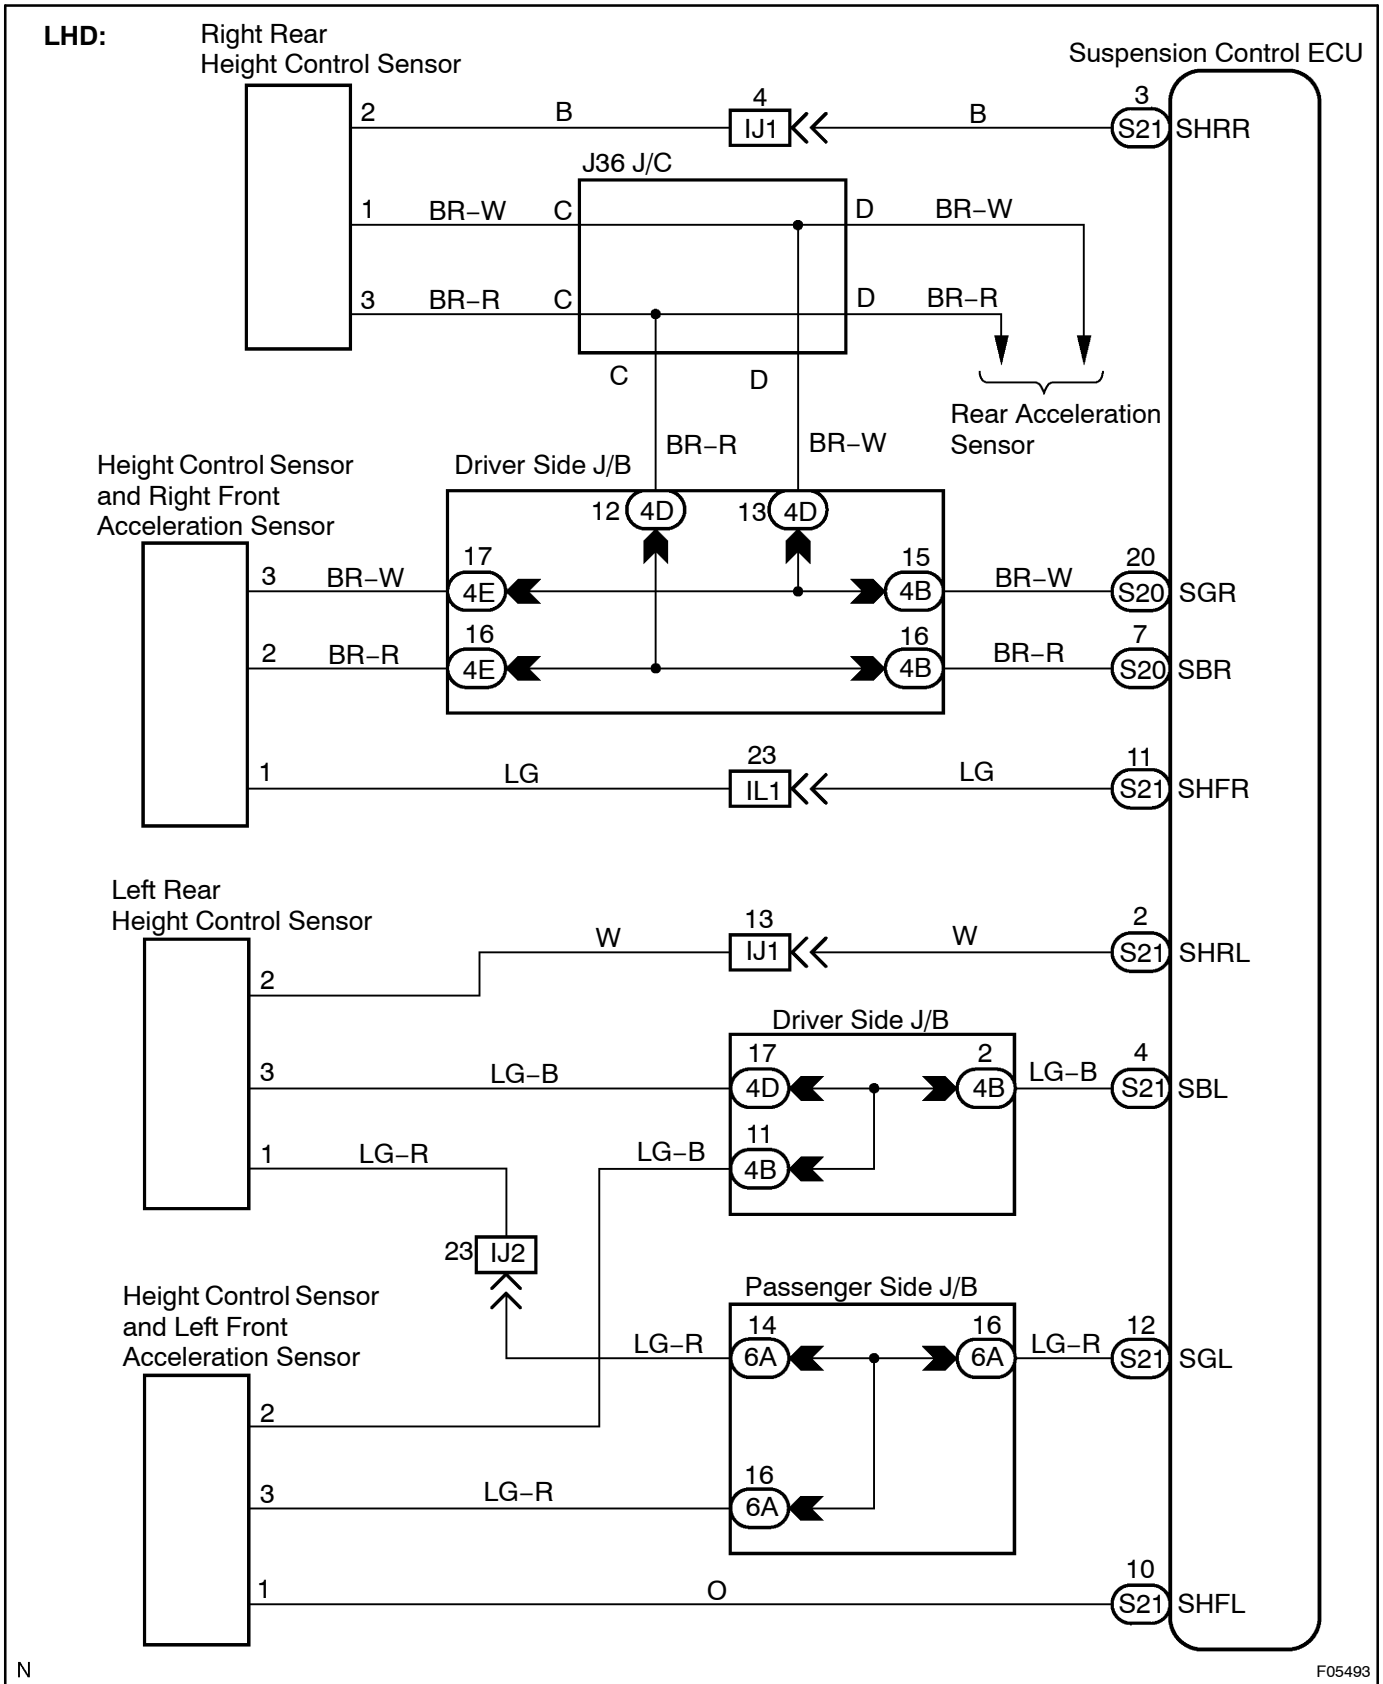 LHD:
Right Rear
Height Control Sensor
Suspension Control ECU
2
B
4
IJ1
B
3
S21
SHRR
J36 J/C
1
BR−W
C
D
BR−W
3
BR−R
C
D
BR−R
C
D
Rear Acceleration
Sensor
BR−R
BR−W
Height Control Sensor
and Right Front
Acceleration Sensor
Driver Side J/B
12
4D
13
4D
3
BR−W
17
4E
15
4B
BR−W
20
S20
SGR
2
BR−R
16
4E
16
4B
BR−R
7
S20
SBR
1
LG
23
IL1
LG
11
S21
SHFR
Left Rear
Height Control Sensor
2
W
13
IJ1
W
2
S21
SHRL
Driver Side J/B
3
LG−B
17
4D
2
4B
LG−B
4
S21
SBL
1
LG−R
LG−B
11
4B
23
IJ2
Height Control Sensor
and Left Front
Acceleration Sensor
Passenger Side J/B
LG−R
14
6A
16
6A
LG−R
12
S21
SGL
2
3
LG−R
16
6A
1
O
10
S21
SHFL
N
F05493